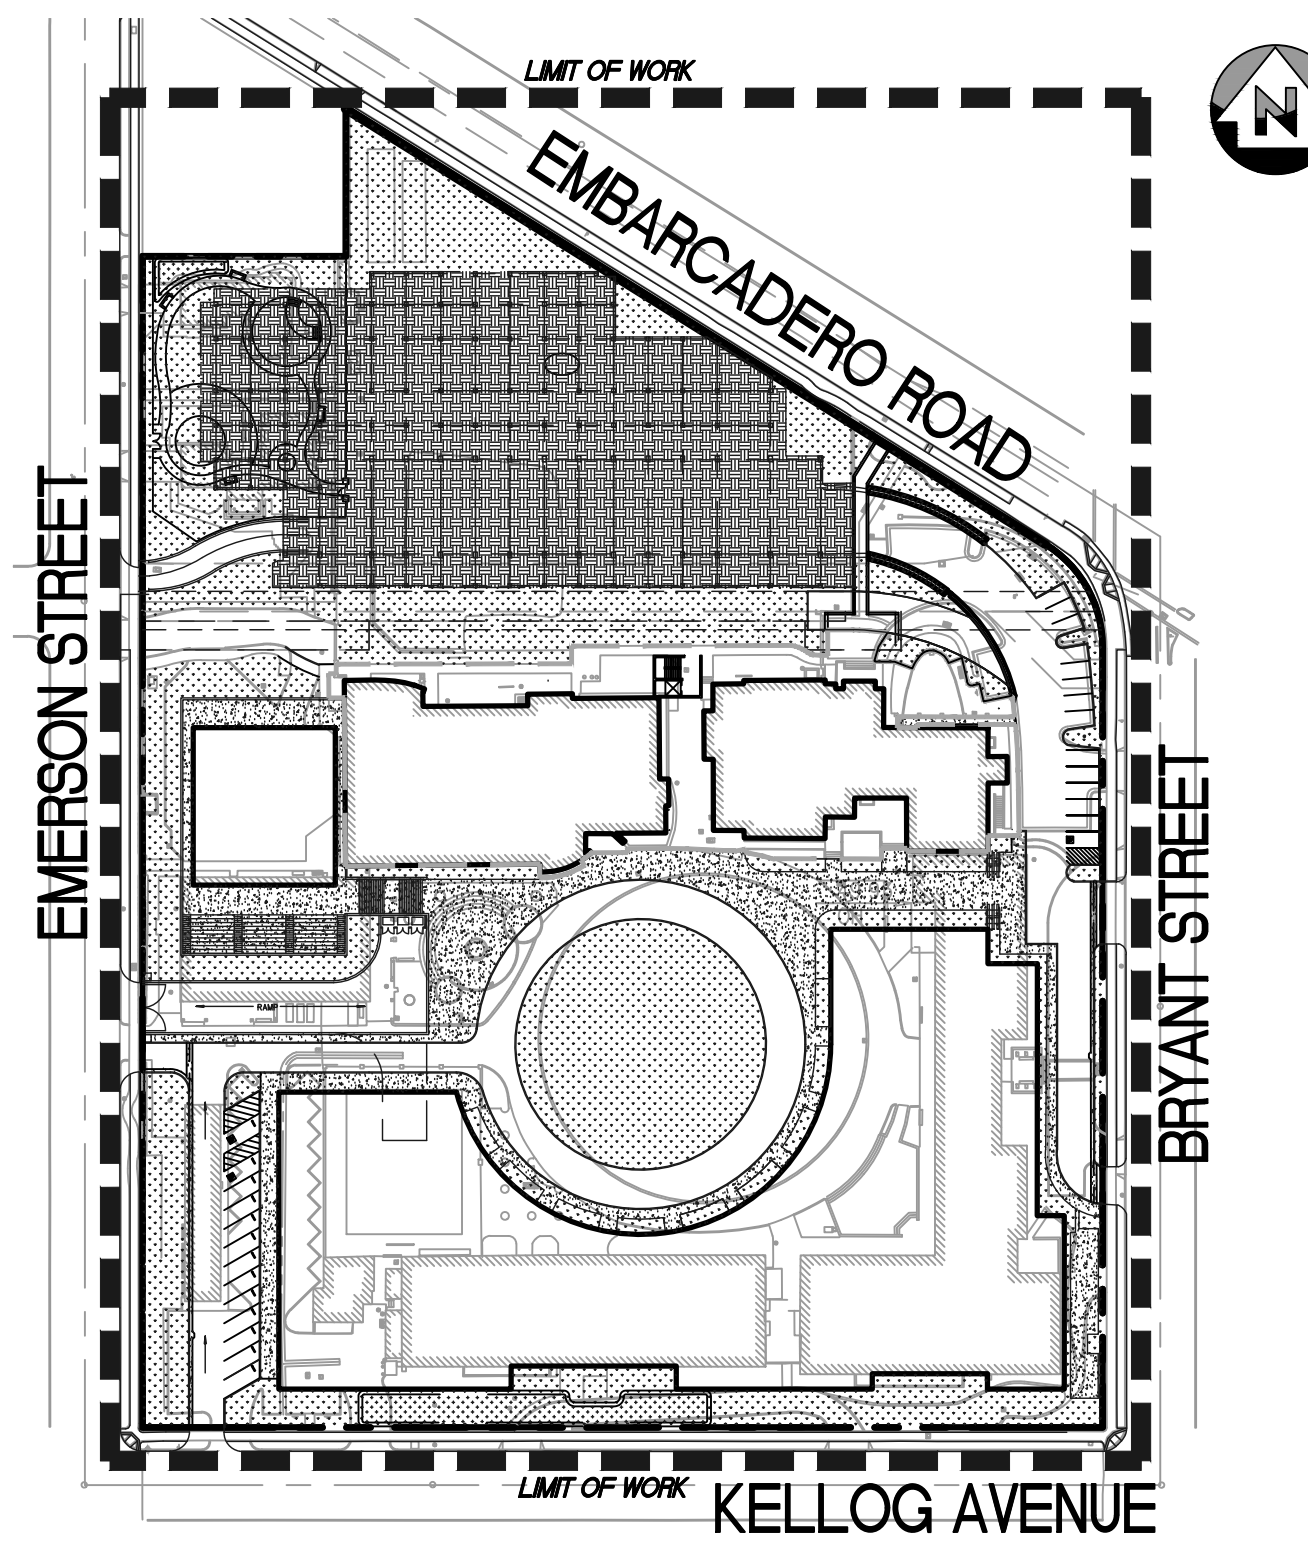 LIMIT OF WORK
N
EMBARCADERO ROAD
EMERSON STREET
BRYANT STREET
RAMP
LIMIT OF WORK
KELLOG AVENUE